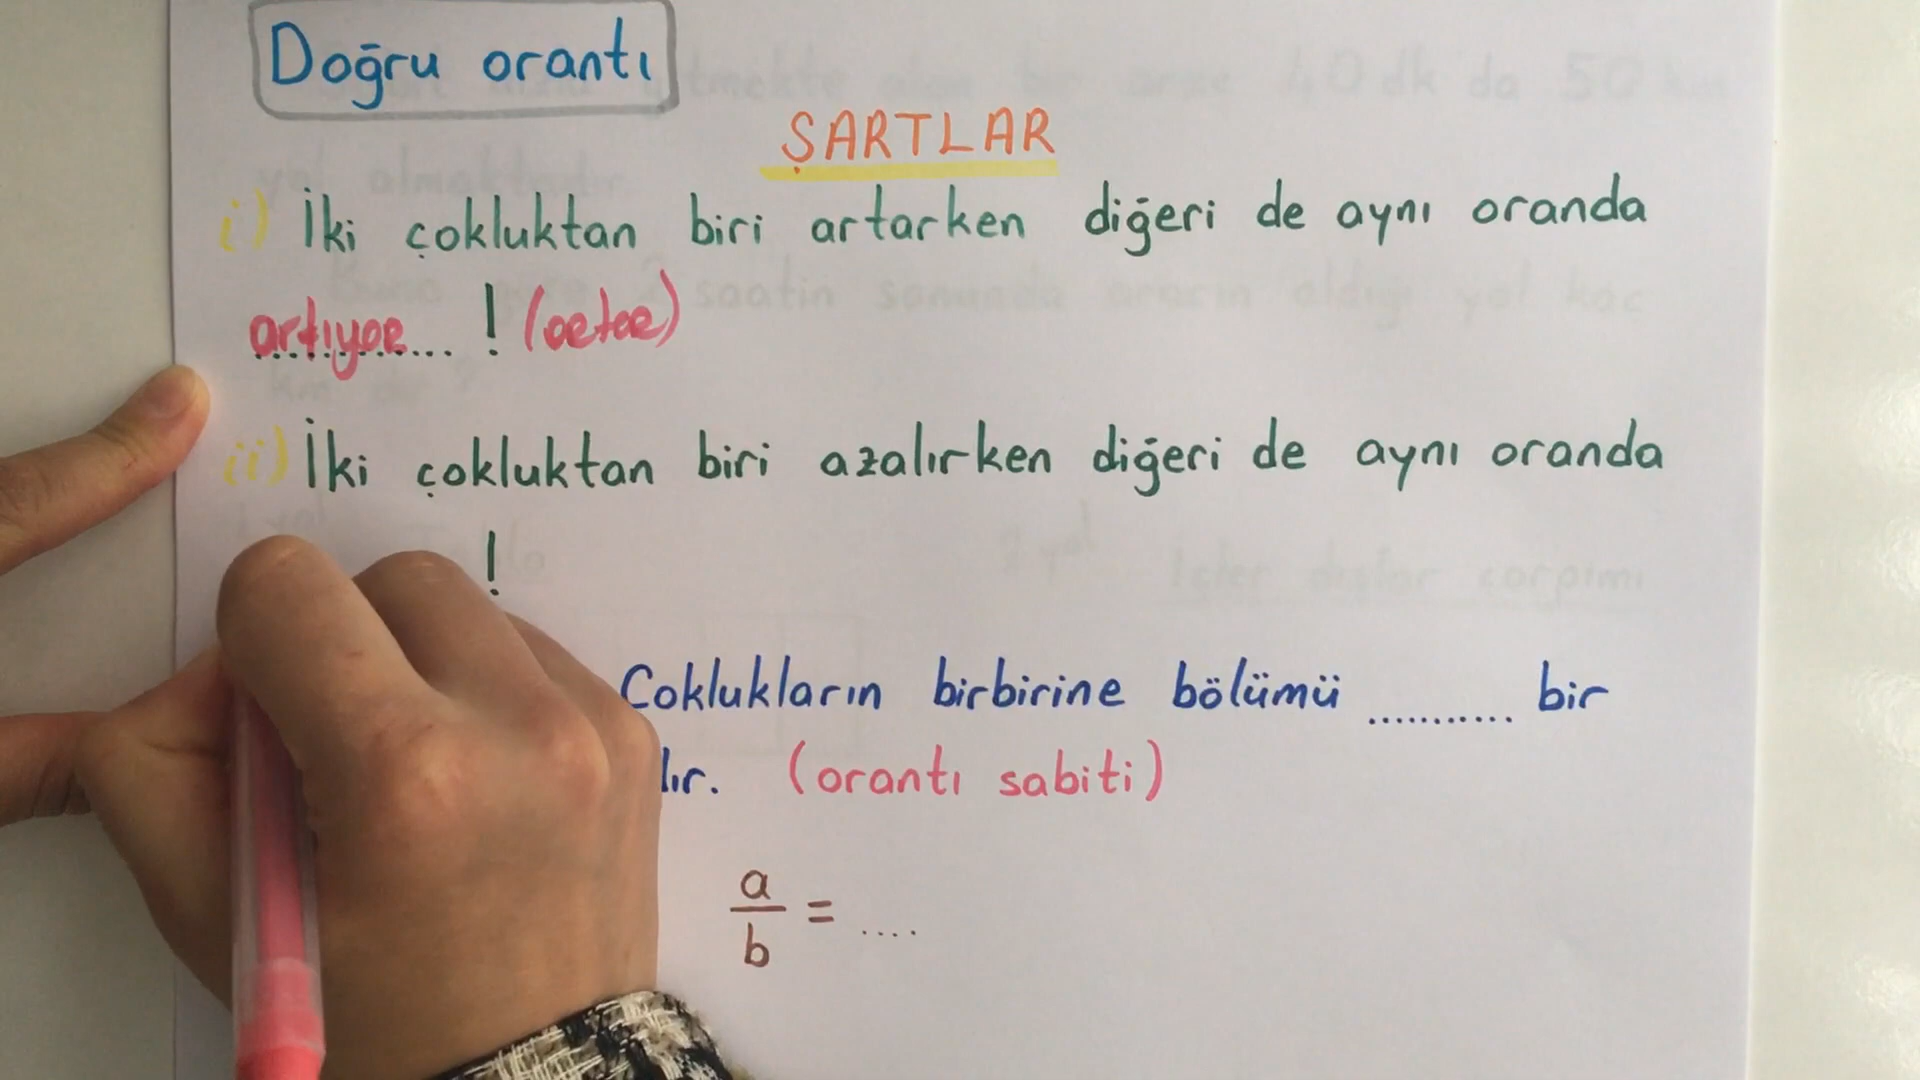 Doğru orantı
ŞARTLAR
i) İki çokluktan biri artarken diğeri de aynı oranda
artıyor... ! (artar)
ii) İki çokluktan biri azalırken diğeri de aynı oranda
!
Çoklukların birbirine bölümü ........... bir
lır. (orantı sabiti)
a
b
= ....